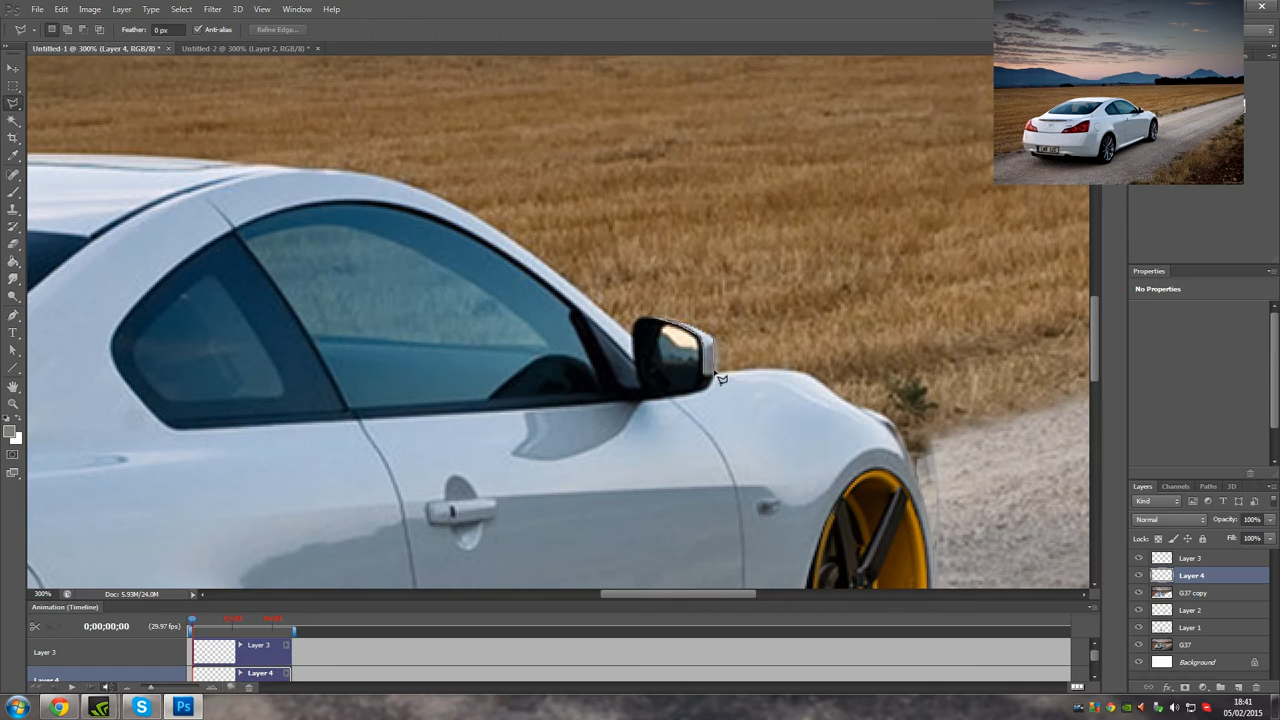 Ps File Edit Image Layer Type Select Filter 3D View Window Help
Feather: 0 px Anti-alias Refine Edge...
Untitled-1 @ 300% (Layer 4, RGB/8) * × Untitled-2 @ 300% (Layer 2, RGB/8) * ×
Properties
No Properties
Layers Channels Paths 3D
Kind
Normal Opacity: 100%
Lock: Fill: 100%
Layer 3
Layer 4
G37 copy
Layer 2
Layer 1
G37
Background
300% Doc: 5.93M/24.0M
Animation (Timeline)
0;00;00;00 (29.97 fps)
Layer 3 Layer 3
Layer 4 Layer 4
Ps
18:41
05/02/2015